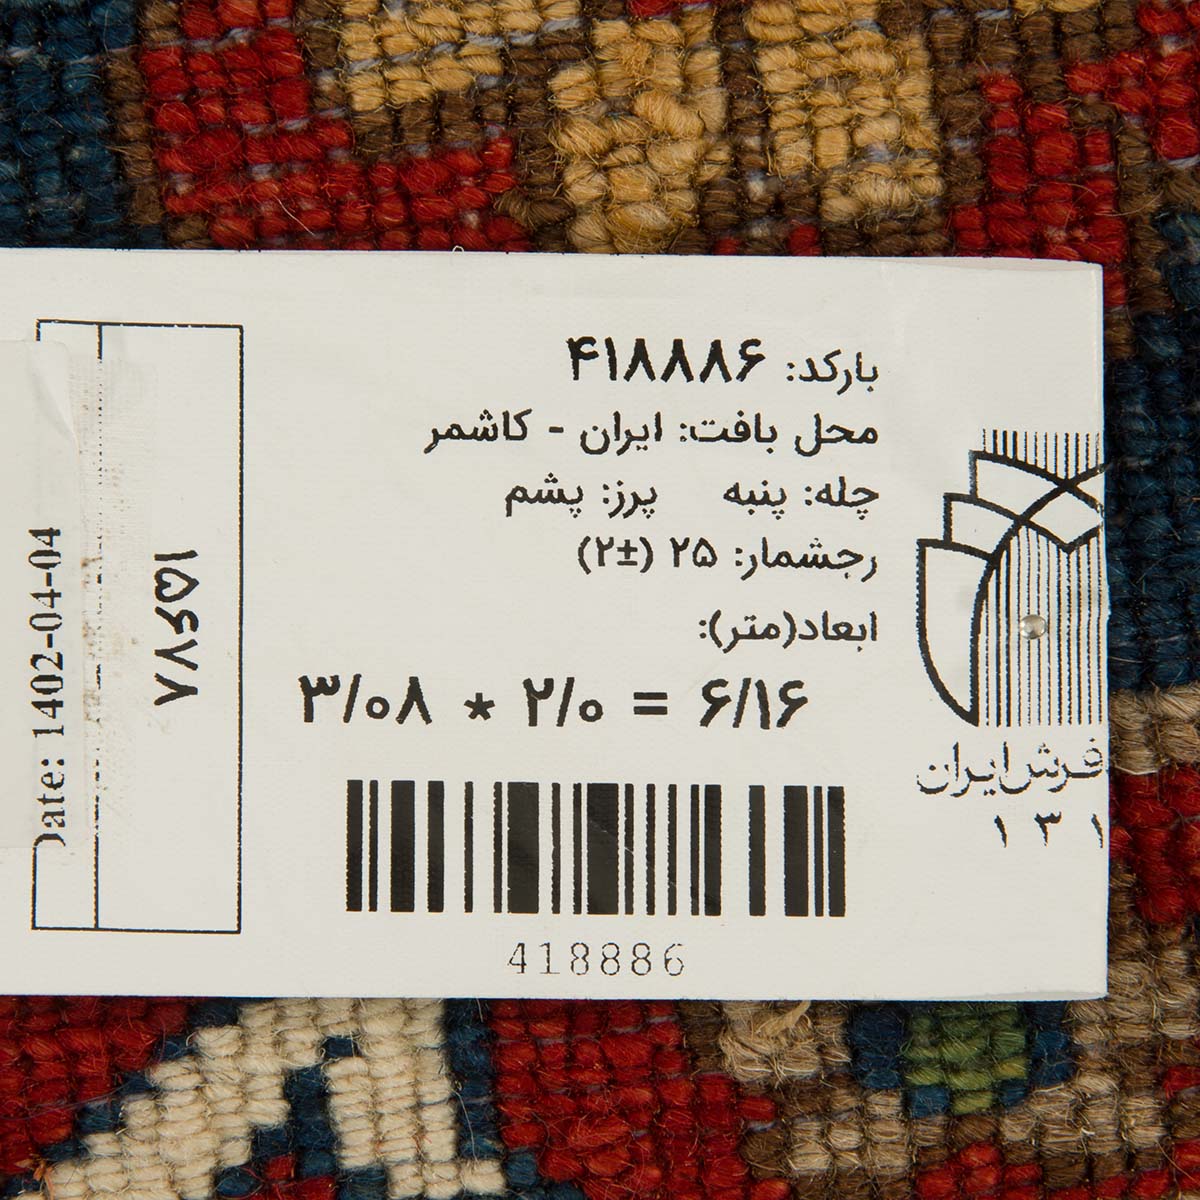 بارکد: ۴۱۸۸۸۶
محل بافت: ایران - کاشمر
چله: پنبه پرز: پشم
رجشمار: ۲۵ (±۲)
ابعاد(متر):
۳/۰۸ * ۲/۰ = ۶/۱۶
418886
فرش ایران
۱۳۱
۷۸۶۵۱
Date: 1402-04-04